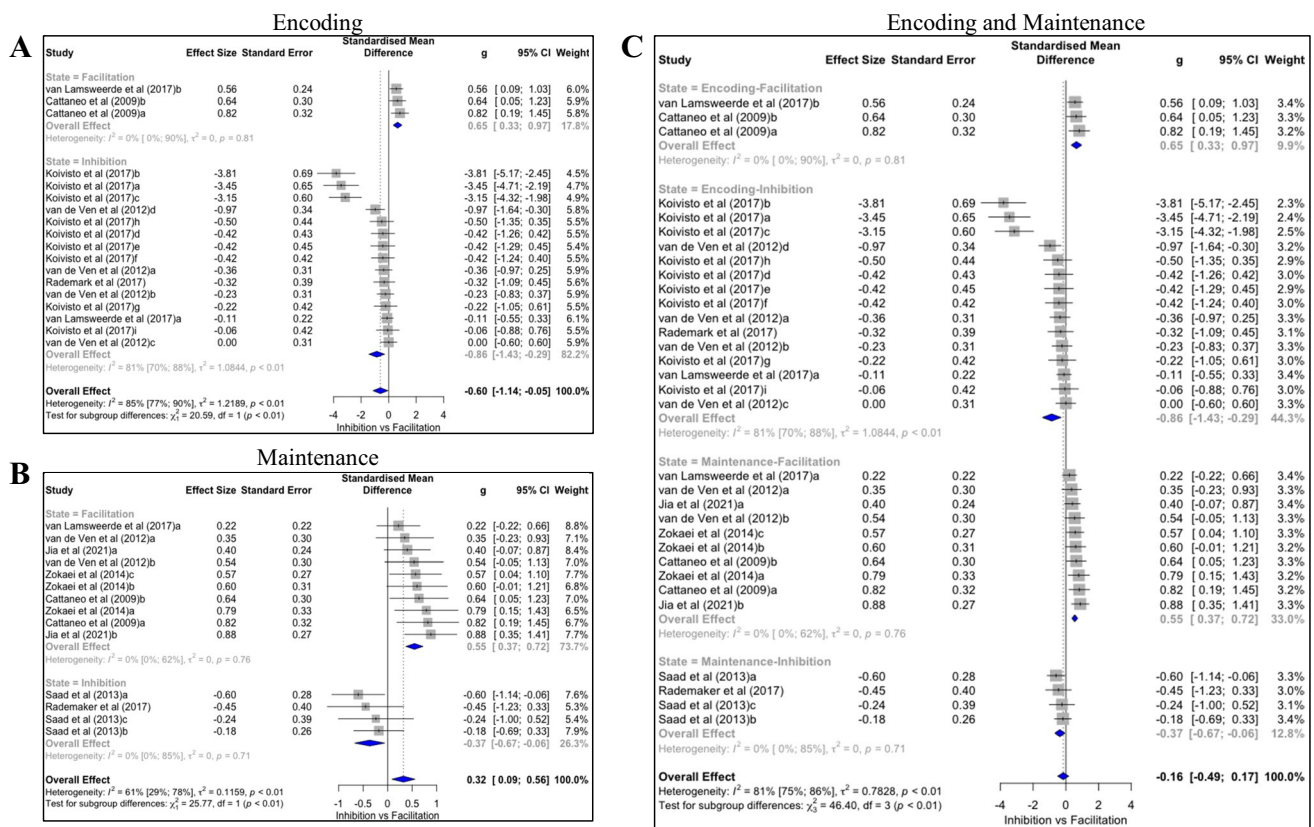 Encoding
A
Study Effect Size Standard Error Standardised Mean Difference g 95% CI Weight
State = Facilitation
van Lamsweerde et al (2017)b 0.56 0.24 0.56 [ 0.09; 1.03] 6.0%
Cattaneo et al (2009)b 0.64 0.30 0.64 [ 0.05; 1.23] 5.9%
Cattaneo et al (2009)a 0.82 0.32 0.82 [ 0.19; 1.45] 5.8%
Overall Effect 0.65 [ 0.33; 0.97] 17.8%
Heterogeneity: I² = 0% [ 0%; 90%], τ² = 0, p = 0.81
State = Inhibition
Koivisto et al (2017)b -3.81 0.69 -3.81 [-5.17; -2.45] 4.5%
Koivisto et al (2017)a -3.45 0.65 -3.45 [-4.71; -2.19] 4.7%
Koivisto et al (2017)c -3.15 0.60 -3.15 [-4.32; -1.98] 4.9%
van de Ven et al (2012)d -0.97 0.34 -0.97 [-1.64; -0.30] 5.8%
Koivisto et al (2017)h -0.50 0.44 -0.50 [-1.35; 0.35] 5.4%
Koivisto et al (2017)d -0.42 0.43 -0.42 [-1.26; 0.42] 5.4%
Koivisto et al (2017)e -0.42 0.45 -0.42 [-1.29; 0.45] 5.4%
Koivisto et al (2017)f -0.42 0.42 -0.42 [-1.24; 0.40] 5.5%
van de Ven et al (2012)a -0.36 0.31 -0.36 [-0.97; 0.25] 5.9%
Rademark et al (2017) -0.32 0.39 -0.32 [-1.09; 0.45] 5.6%
van de Ven et al (2012)b -0.23 0.31 -0.23 [-0.83; 0.37] 5.9%
Koivisto et al (2017)g -0.22 0.42 -0.22 [-1.05; 0.61] 5.5%
van Lamsweerde et al (2017)a -0.11 0.22 -0.11 [-0.55; 0.33] 6.1%
Koivisto et al (2017)i -0.06 0.42 -0.06 [-0.88; 0.76] 5.5%
van de Ven et al (2012)c 0.00 0.31 0.00 [-0.60; 0.60] 5.9%
Overall Effect -0.86 [-1.43; -0.29] 82.2%
Heterogeneity: I² = 81% [70%; 88%], τ² = 1.0844, p < 0.01
Overall Effect -0.60 [-1.14; -0.05] 100.0%
Heterogeneity: I² = 85% [77%; 90%], τ² = 1.2189, p < 0.01
Test for subgroup differences: χ²₁ = 20.59, df = 1 (p < 0.01)
-4 -2 0 2 4
Inhibition vs Facilitation
Maintenance
B
Study Effect Size Standard Error Standardised Mean Difference g 95% CI Weight
State = Facilitation
van Lamsweerde et al (2017)a 0.22 0.22 0.22 [-0.22; 0.66] 8.8%
van de Ven et al (2012)a 0.35 0.30 0.35 [-0.23; 0.93] 7.1%
Jia et al (2021)a 0.40 0.24 0.40 [-0.07; 0.87] 8.4%
van de Ven et al (2012)b 0.54 0.30 0.54 [-0.05; 1.13] 7.0%
Zokaei et al (2014)c 0.57 0.27 0.57 [ 0.04; 1.10] 7.7%
Zokaei et al (2014)b 0.60 0.31 0.60 [-0.01; 1.21] 6.8%
Cattaneo et al (2009)b 0.64 0.30 0.64 [ 0.05; 1.23] 7.0%
Zokaei et al (2014)a 0.79 0.33 0.79 [ 0.15; 1.43] 6.5%
Cattaneo et al (2009)a 0.82 0.32 0.82 [ 0.19; 1.45] 6.6%
Jia et al (2021)b 0.88 0.27 0.88 [ 0.35; 1.41] 7.7%
Overall Effect 0.55 [ 0.37; 0.72] 73.7%
Heterogeneity: I² = 0% [0%; 62%], τ² = 0, p = 0.76
State = Inhibition
Saad et al (2013)a -0.60 0.28 -0.60 [-1.14; -0.06] 7.6%
Rademaker et al (2017) -0.45 0.40 -0.45 [-1.23; 0.33] 5.3%
Saad et al (2013)c -0.24 0.39 -0.24 [-1.00; 0.52] 5.4%
Saad et al (2013)b -0.18 0.26 -0.18 [-0.69; 0.33] 7.9%
Overall Effect -0.37 [-0.67; -0.06] 26.3%
Heterogeneity: I² = 0% [0%; 85%], τ² = 0, p = 0.71
Overall Effect 0.32 [ 0.09; 0.56] 100.0%
Heterogeneity: I² = 61% [29%; 78%], τ² = 0.1159, p < 0.01
Test for subgroup differences: χ²₁ = 25.77, df = 1 (p < 0.01)
-1 -0.5 0 0.5 1
Inhibition vs Facilitation
Encoding and Maintenance
C
Study Effect Size Standard Error Standardised Mean Difference g 95% CI Weight
State = Encoding-Facilitation
van Lamsweerde et al (2017)b 0.56 0.24 0.56 [ 0.09; 1.03] 3.4%
Cattaneo et al (2009)b 0.64 0.30 0.64 [ 0.05; 1.23] 3.3%
Cattaneo et al (2009)a 0.82 0.32 0.82 [ 0.19; 1.45] 3.3%
Overall Effect 0.65 [ 0.33; 0.97] 9.9%
Heterogeneity: I² = 0% [ 0%; 90%], τ² = 0, p = 0.81
State = Encoding-Inhibition
Koivisto et al (2017)b -3.81 0.69 -3.81 [-5.17; -2.45] 2.3%
Koivisto et al (2017)a -3.45 0.65 -3.45 [-4.71; -2.19] 2.4%
Koivisto et al (2017)c -3.15 0.60 -3.15 [-4.32; -1.98] 2.5%
van de Ven et al (2012)d -0.97 0.34 -0.97 [-1.64; -0.30] 3.2%
Koivisto et al (2017)h -0.50 0.44 -0.50 [-1.35; 0.35] 2.9%
Koivisto et al (2017)d -0.42 0.43 -0.42 [-1.26; 0.42] 2.9%
Koivisto et al (2017)e -0.42 0.45 -0.42 [-1.29; 0.45] 2.9%
Koivisto et al (2017)f -0.42 0.42 -0.42 [-1.24; 0.40] 3.0%
van de Ven et al (2012)a -0.36 0.31 -0.36 [-0.97; 0.25] 3.3%
Rademark et al (2017) -0.32 0.39 -0.32 [-1.09; 0.45] 3.1%
van de Ven et al (2012)b -0.23 0.31 -0.23 [-0.83; 0.37] 3.3%
Koivisto et al (2017)g -0.22 0.42 -0.22 [-1.05; 0.61] 3.0%
van Lamsweerde et al (2017)a -0.11 0.22 -0.11 [-0.55; 0.33] 3.4%
Koivisto et al (2017)i -0.06 0.42 -0.06 [-0.88; 0.76] 3.0%
van de Ven et al (2012)c 0.00 0.31 0.00 [-0.60; 0.60] 3.3%
Overall Effect -0.86 [-1.43; -0.29] 44.3%
Heterogeneity: I² = 81% [70%; 88%], τ² = 1.0844, p < 0.01
State = Maintenance-Facilitation
van Lamsweerde et al (2017)a 0.22 0.22 0.22 [-0.22; 0.66] 3.4%
van de Ven et al (2012)a 0.35 0.30 0.35 [-0.23; 0.93] 3.3%
Jia et al (2021)a 0.40 0.24 0.40 [-0.07; 0.87] 3.4%
van de Ven et al (2012)b 0.54 0.30 0.54 [-0.05; 1.13] 3.3%
Zokaei et al (2014)c 0.57 0.27 0.57 [ 0.04; 1.10] 3.3%
Zokaei et al (2014)b 0.60 0.31 0.60 [-0.01; 1.21] 3.3%
Cattaneo et al (2009)b 0.64 0.30 0.64 [ 0.05; 1.23] 3.3%
Zokaei et al (2014)a 0.79 0.33 0.79 [ 0.15; 1.43] 3.2%
Cattaneo et al (2009)a 0.82 0.32 0.82 [ 0.19; 1.45] 3.3%
Jia et al (2021)b 0.88 0.27 0.88 [ 0.35; 1.41] 3.3%
Overall Effect 0.55 [ 0.37; 0.72] 33.0%
Heterogeneity: I² = 0% [ 0%; 62%], τ² = 0, p = 0.76
State = Maintenance-Inhibition
Saad et al (2013)a -0.60 0.28 -0.60 [-1.14; -0.06] 3.3%
Rademaker et al (2017) -0.45 0.40 -0.45 [-1.23; 0.33] 3.0%
Saad et al (2013)c -0.24 0.39 -0.24 [-1.00; 0.52] 3.1%
Saad et al (2013)b -0.18 0.26 -0.18 [-0.69; 0.33] 3.4%
Overall Effect -0.37 [-0.67; -0.06] 12.8%
Heterogeneity: I² = 0% [ 0%; 85%], τ² = 0, p = 0.71
Overall Effect -0.16 [-0.49; 0.17] 100.0%
Heterogeneity: I² = 81% [75%; 86%], τ² = 0.7828, p < 0.01
Test for subgroup differences: χ²₃ = 46.40, df = 3 (p < 0.01)
-4 -2 0 2 4
Inhibition vs Facilitation